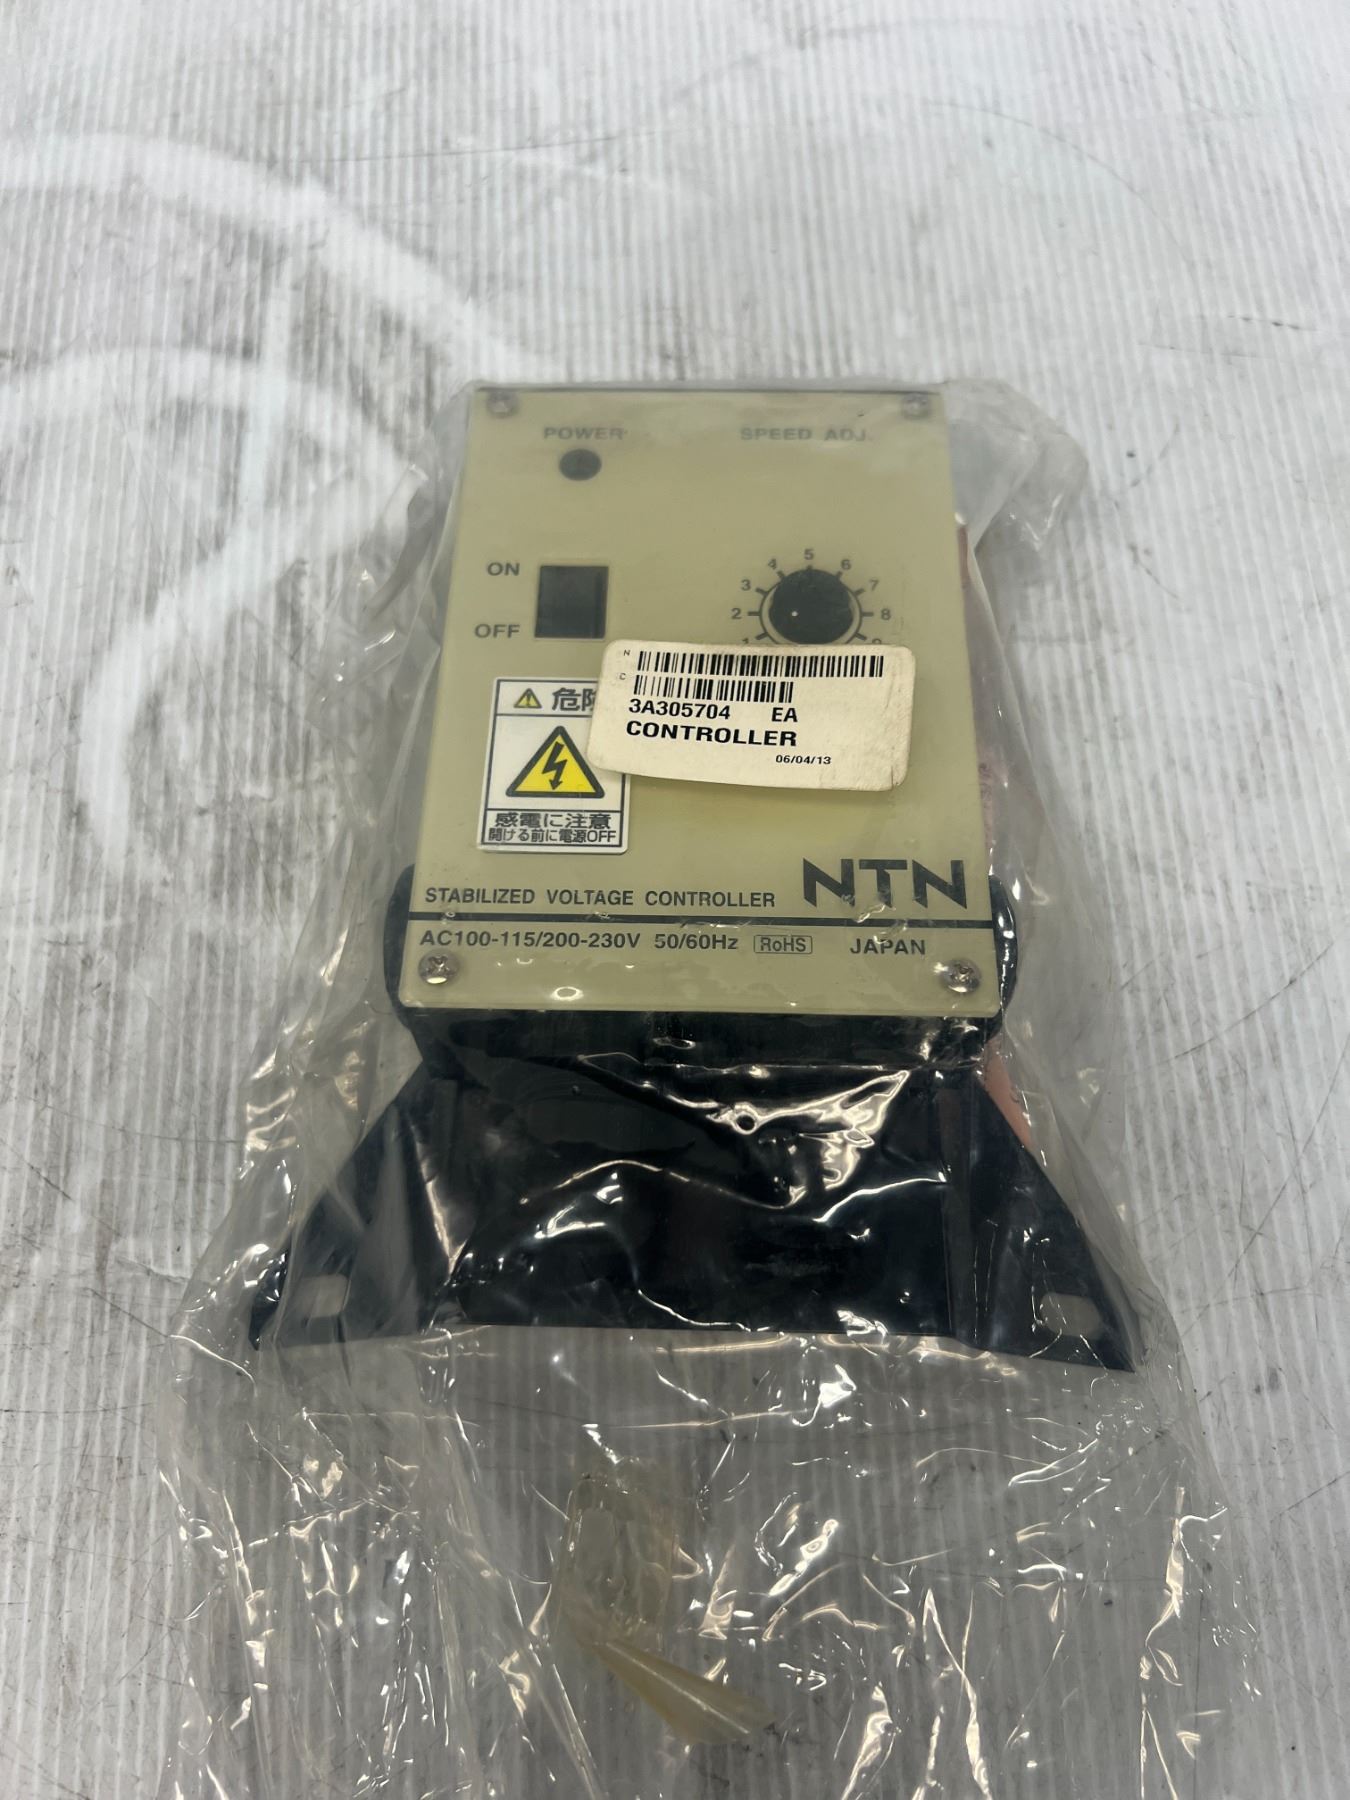 POWER
SPEED ADJ.
ON
OFF
1 2 3 4 5 6 7 8 9
N
C
3A305704 EA
CONTROLLER
06/04/13
危険
感電に注意
開ける前に電源OFF
STABILIZED VOLTAGE CONTROLLER NTN
AC100-115/200-230V 50/60Hz RoHS JAPAN